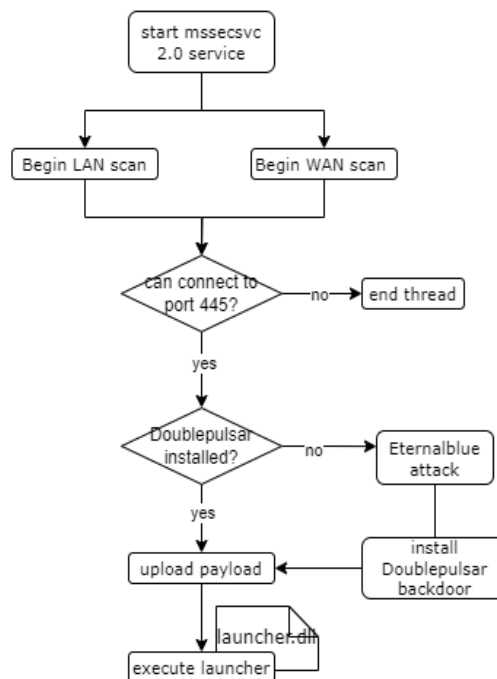 start mssecsvc
2.0 service
Begin LAN scan
Begin WAN scan
can connect to
port 445?
no
end thread
yes
Doublepulsar
installed?
no
Eternalblue
attack
yes
install
Doublepulsar
backdoor
upload payload
launcher.dll
execute launcher